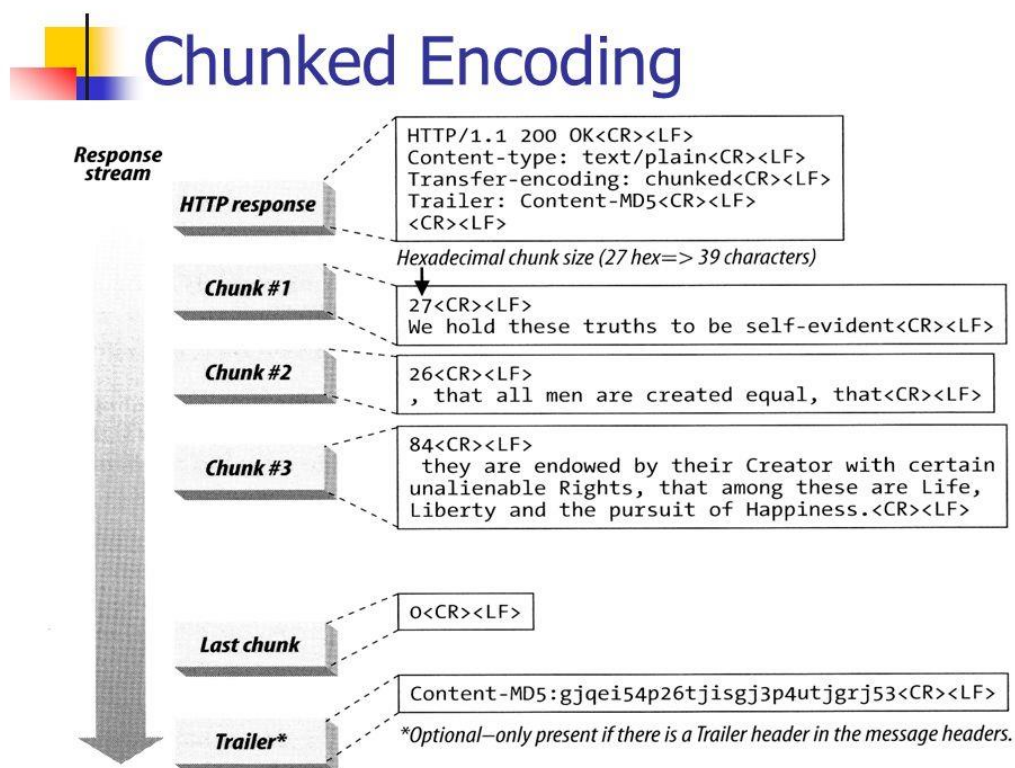 Chunked Encoding
Response
stream
HTTP response
HTTP/1.1 200 OK<CR><LF>
Content-type: text/plain<CR><LF>
Transfer-encoding: chunked<CR><LF>
Trailer: Content-MD5<CR><LF>
<CR><LF>
Hexadecimal chunk size (27 hex=> 39 characters)
Chunk #1
27<CR><LF>
We hold these truths to be self-evident<CR><LF>
Chunk #2
26<CR><LF>
, that all men are created equal, that<CR><LF>
Chunk #3
84<CR><LF>
they are endowed by their Creator with certain
unalienable Rights, that among these are Life,
Liberty and the pursuit of Happiness.<CR><LF>
Last chunk
0<CR><LF>
Trailer*
Content-MD5:gjqei54p26tjisgj3p4utjgrj53<CR><LF>
*Optional—only present if there is a Trailer header in the message headers.